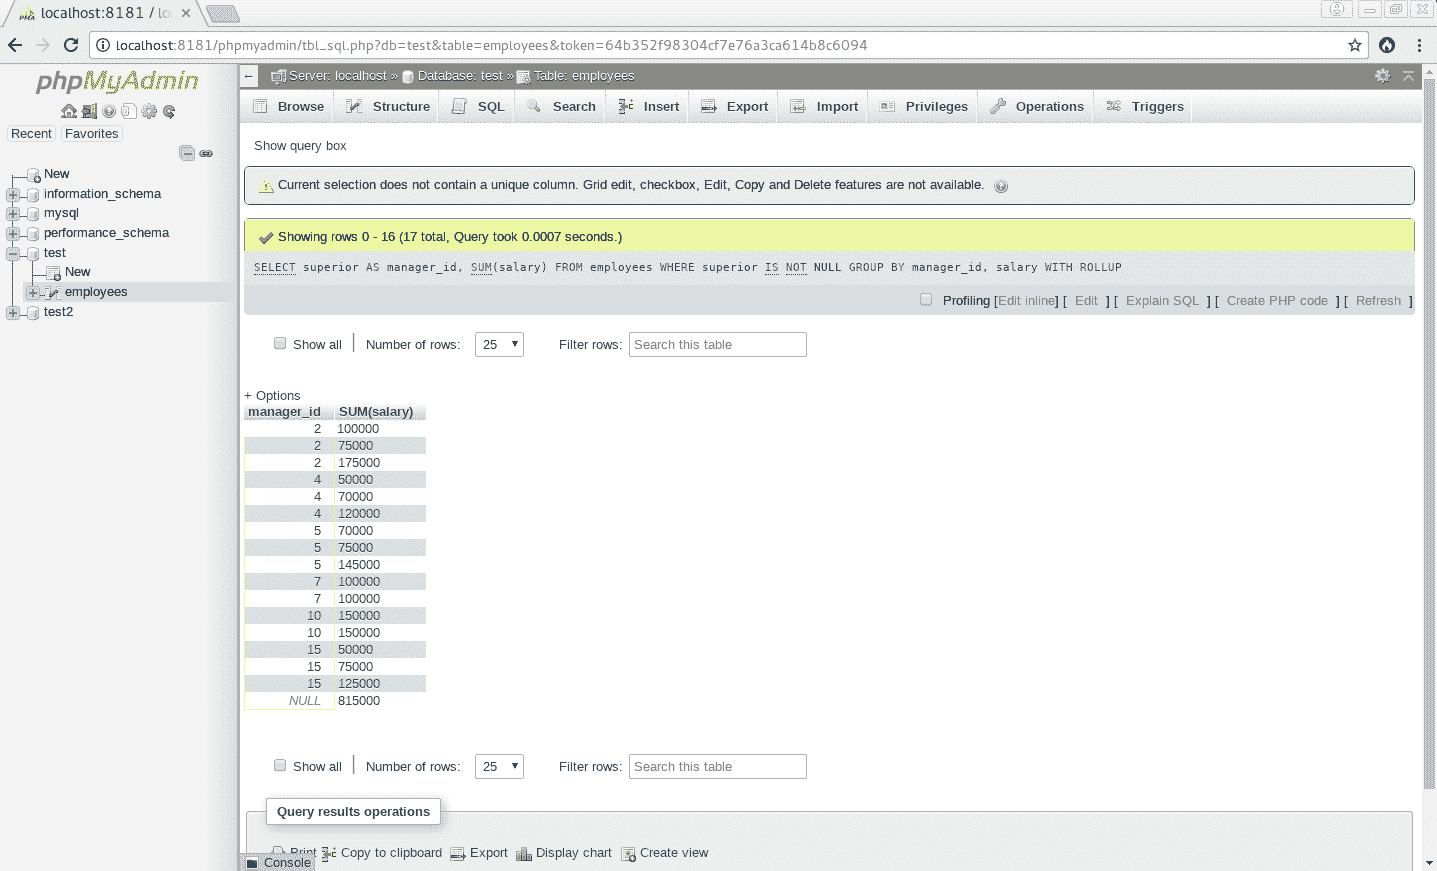 localhost:8181 / lo
localhost:8181/phpmyadmin/tbl_sql.php?db=test&table=employees&token=64b352f98304cf7e76a3ca614b8c6094
phpMyAdmin
Recent Favorites
New
information_schema
mysql
performance_schema
test
New
employees
test2
Server: localhost » Database: test » Table: employees
Browse Structure SQL Search Insert Export Import Privileges Operations Triggers
Show query box
Current selection does not contain a unique column. Grid edit, checkbox, Edit, Copy and Delete features are not available.
Showing rows 0 - 16 (17 total, Query took 0.0007 seconds.)
SELECT superior AS manager_id, SUM(salary) FROM employees WHERE superior IS NOT NULL GROUP BY manager_id, salary WITH ROLLUP
Profiling [Edit inline] [ Edit ] [ Explain SQL ] [ Create PHP code ] [ Refresh ]
Show all | Number of rows: 25 Filter rows: Search this table
+ Options
manager_id SUM(salary)
2 100000
2 75000
2 175000
4 50000
4 70000
4 120000
5 70000
5 75000
5 145000
7 100000
7 100000
10 150000
10 150000
15 50000
15 75000
15 125000
NULL 815000
Show all | Number of rows: 25 Filter rows: Search this table
Query results operations
Print Copy to clipboard Export Display chart Create view
Console